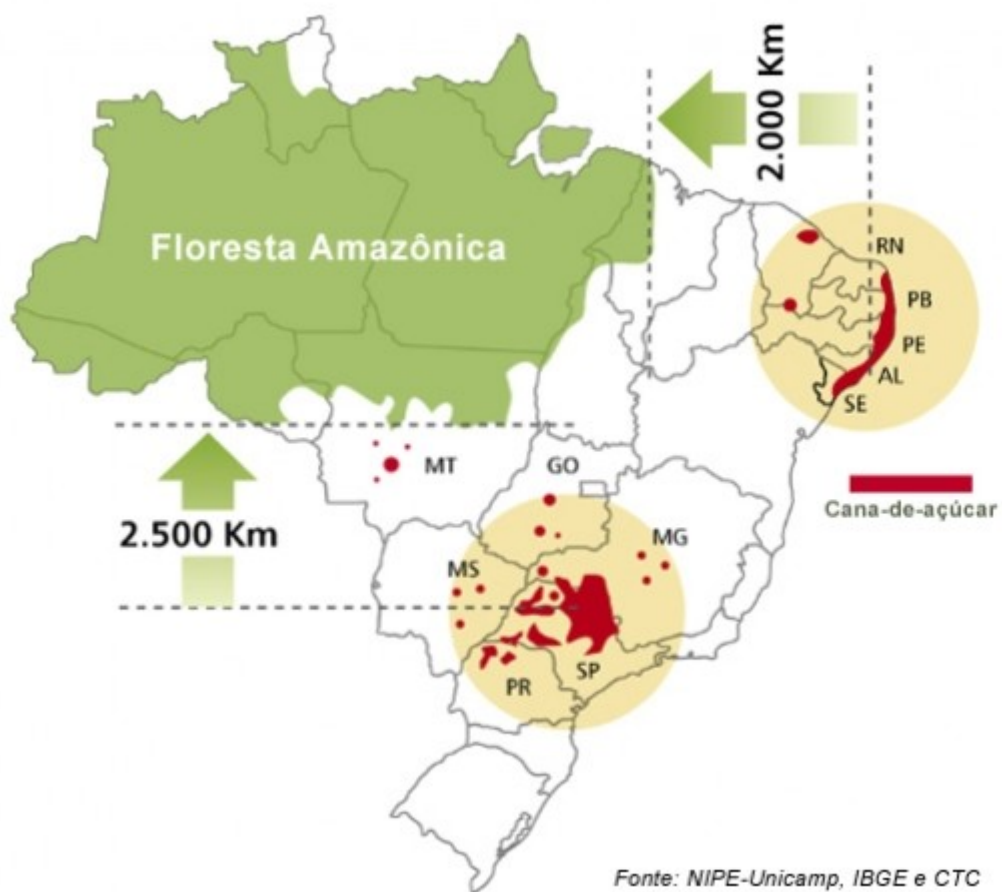 2.000 Km
Floresta Amazônica
RN
PB
PE
AL
SE
MT
GO
Cana-de-açúcar
2.500 Km
MG
MS
SP
PR
Fonte: NIPE-Unicamp, IBGE e CTC